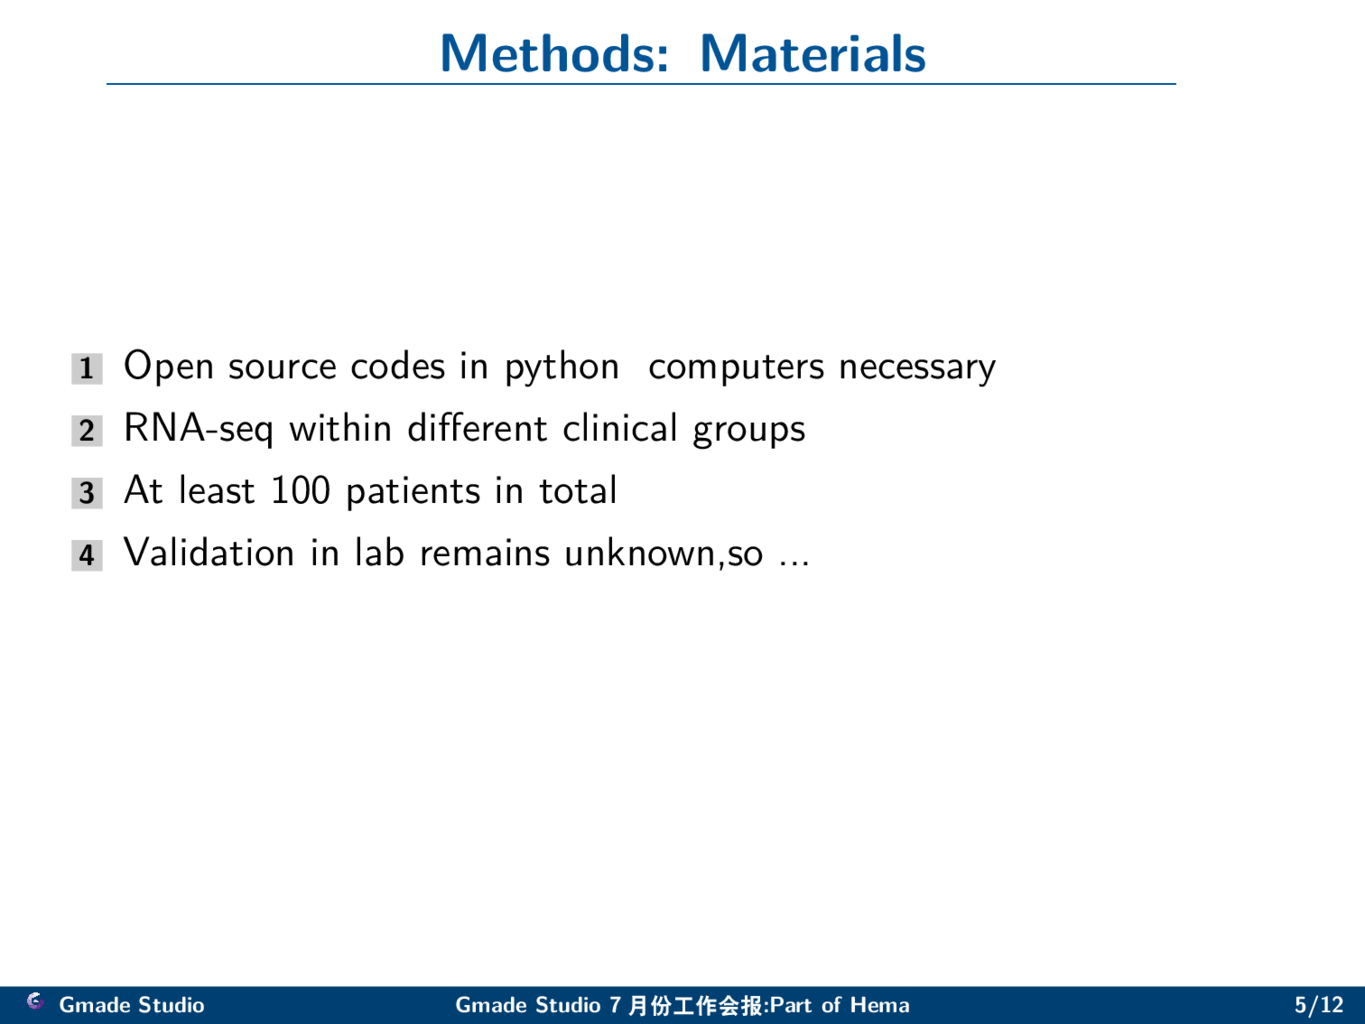 Methods: Materials
1 Open source codes in python  computers necessary
2 RNA-seq within different clinical groups
3 At least 100 patients in total
4 Validation in lab remains unknown,so ...
Gmade Studio
Gmade Studio 7 月份工作会报:Part of Hema
5/12